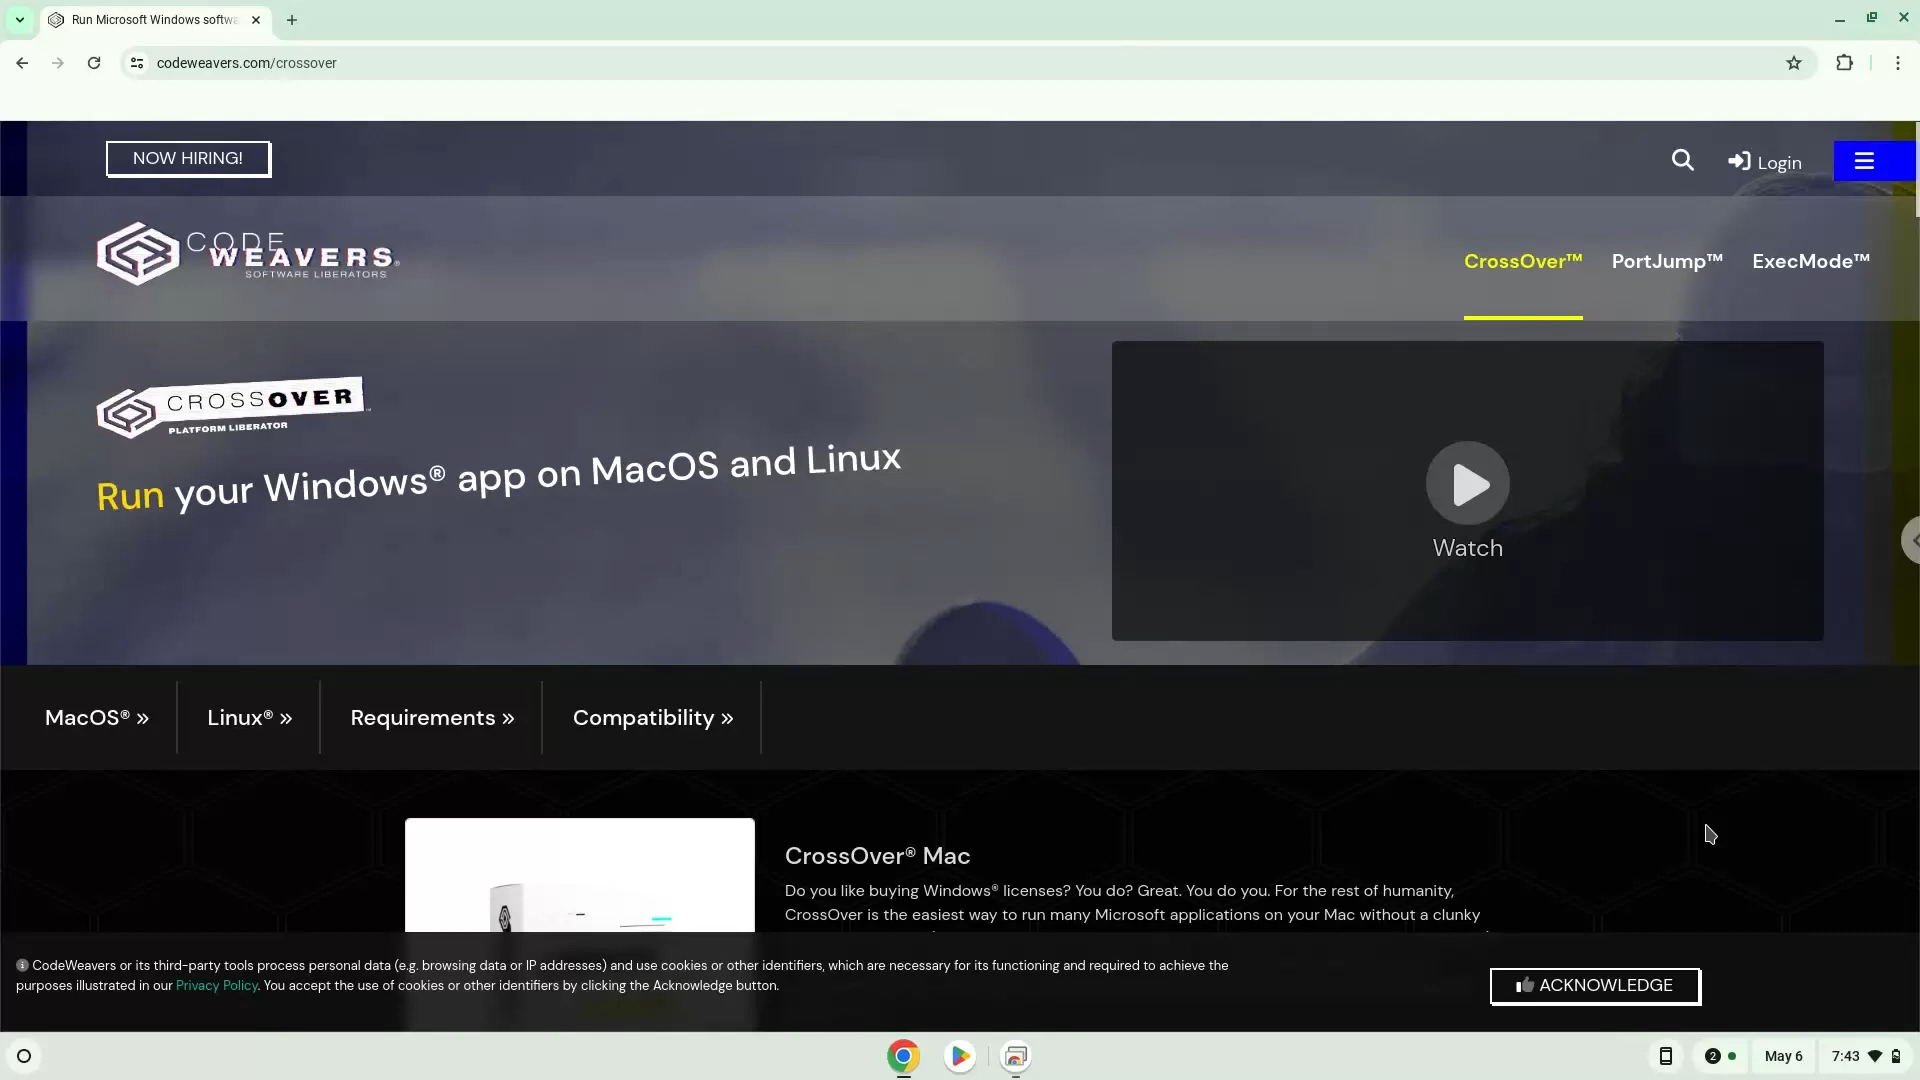 Run Microsoft Windows softwa
codeweavers.com/crossover
NOW HIRING!
Login
CODE
WEAVERS®
SOFTWARE LIBERATORS
CrossOver™ PortJump™ ExecMode™
CROSSOVER™
PLATFORM LIBERATOR
Run your Windows® app on MacOS and Linux
Watch
MacOS® » Linux® » Requirements » Compatibility »
CrossOver® Mac
Do you like buying Windows® licenses? You do? Great. You do you. For the rest of humanity,
CrossOver is the easiest way to run many Microsoft applications on your Mac without a clunky
CodeWeavers or its third-party tools process personal data (e.g. browsing data or IP addresses) and use cookies or other identifiers, which are necessary for its functioning and required to achieve the
purposes illustrated in our Privacy Policy. You accept the use of cookies or other identifiers by clicking the Acknowledge button.
ACKNOWLEDGE
2 May 6 7:43